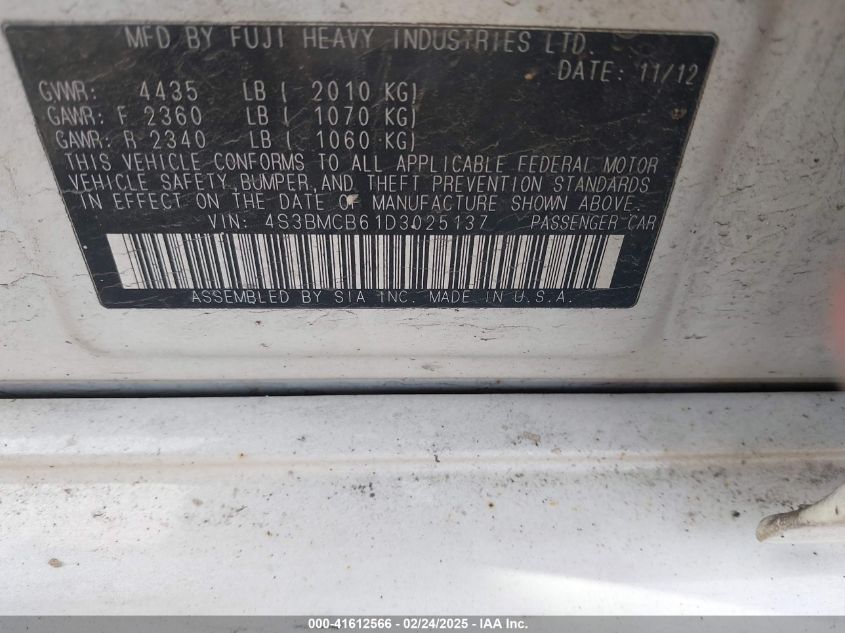 MFD BY FUJI HEAVY INDUSTRIES LTD.
DATE: 11/12
GVWR: 4435 LB ( 2010 KG)
GAWR: F 2360 LB ( 1070 KG)
GAWR: R 2340 LB ( 1060 KG)
THIS VEHICLE CONFORMS TO ALL APPLICABLE FEDERAL MOTOR
VEHICLE SAFETY, BUMPER, AND THEFT PREVENTION STANDARDS
IN EFFECT ON THE DATE OF MANUFACTURE SHOWN ABOVE.
VIN: 4S3BMCB61D3025137 PASSENGER CAR
ASSEMBLED BY SIA INC. MADE IN U.S.A.
000-41612566 - 02/24/2025 - IAA Inc.